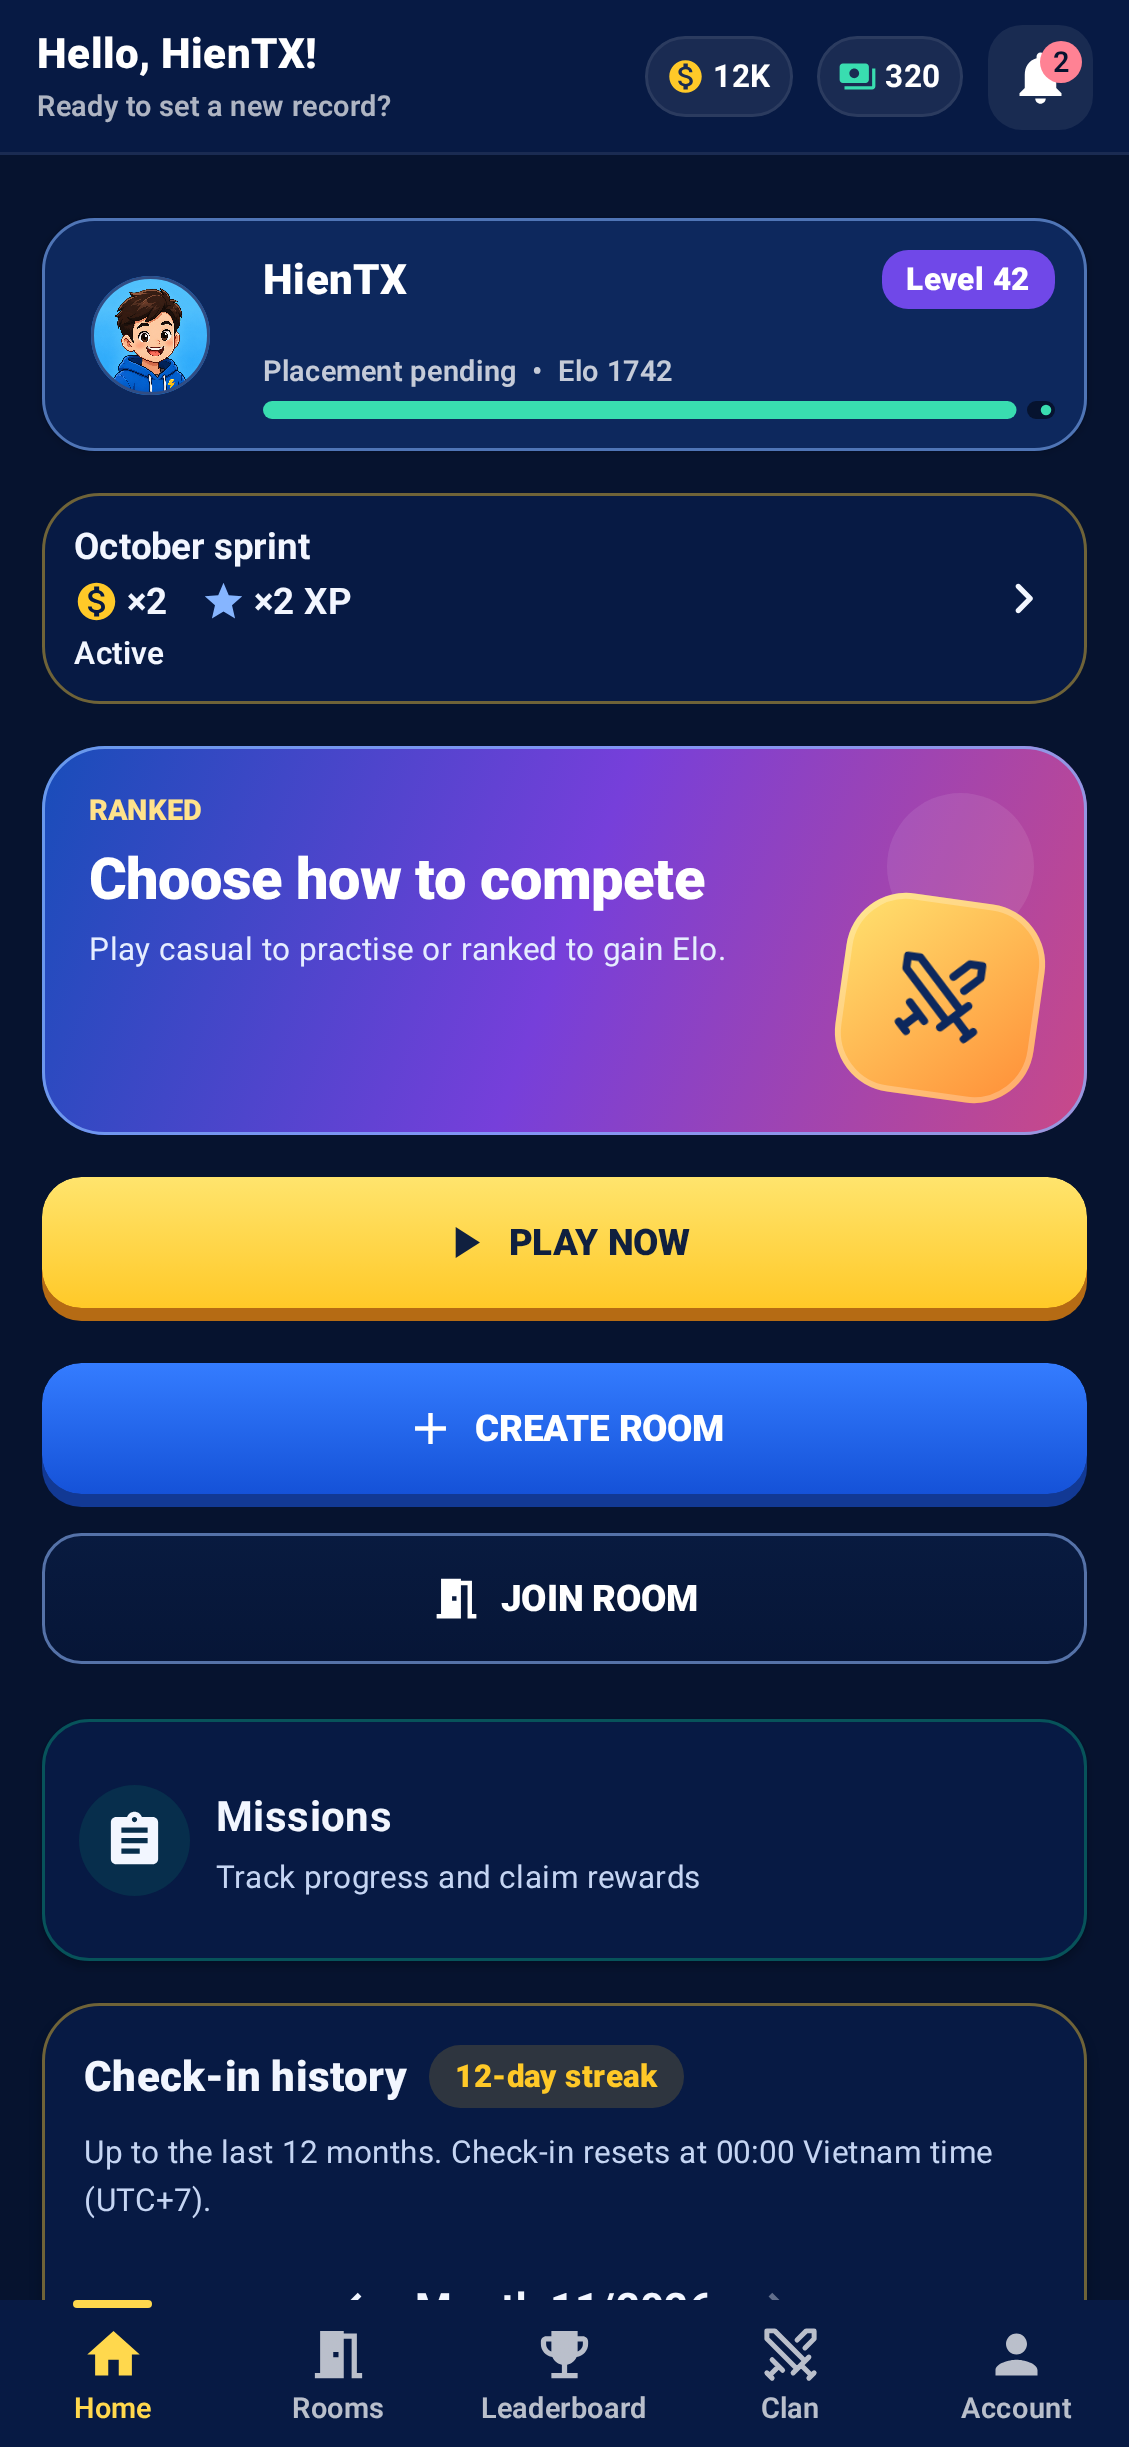 Hello, HienTX!
Ready to set a new record?
12K
320
2
HienTX
Level 42
Placement pending • Elo 1742
October sprint
×2 ×2 XP
Active
RANKED
Choose how to compete
Play casual to practise or ranked to gain Elo.
PLAY NOW
CREATE ROOM
JOIN ROOM
Missions
Track progress and claim rewards
Check-in history
12-day streak
Up to the last 12 months. Check-in resets at 00:00 Vietnam time
(UTC+7).
Month 11/2026
Home
Rooms
Leaderboard
Clan
Account